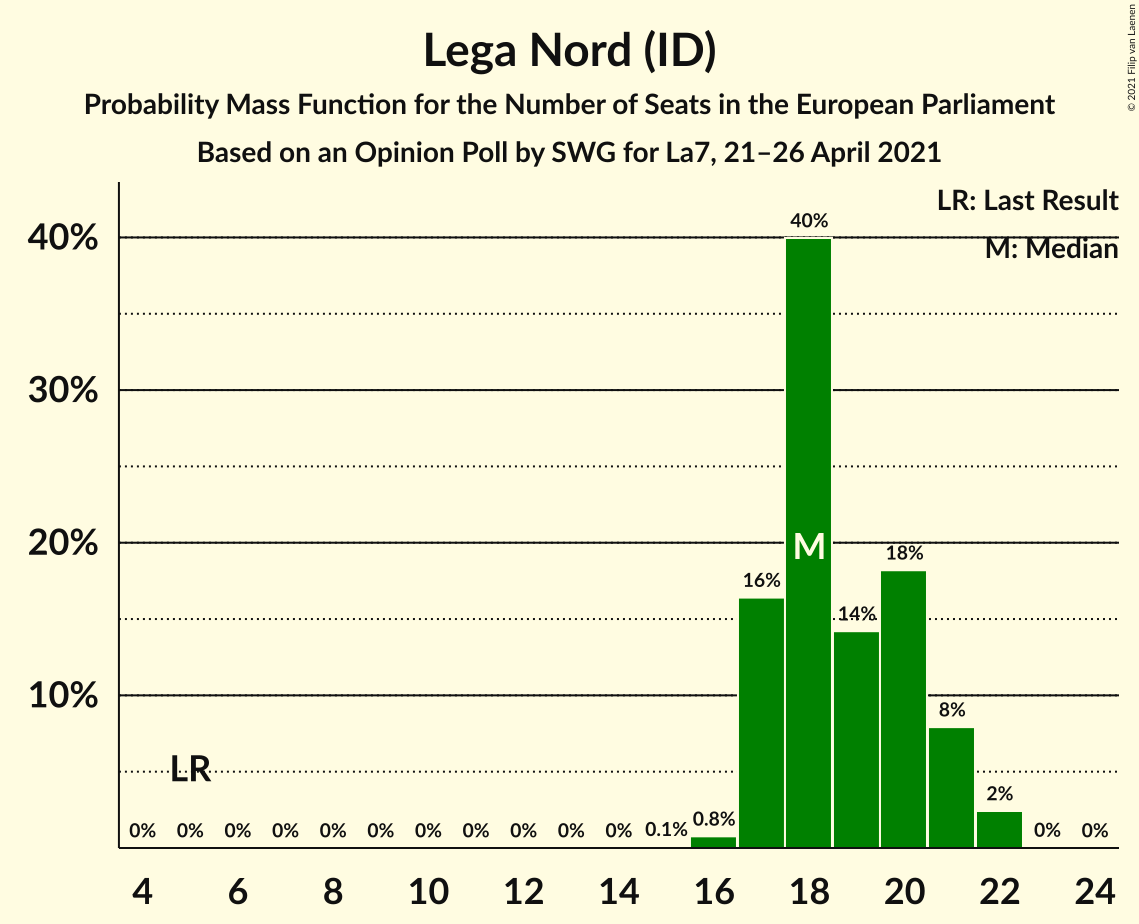 Lega Nord (ID)
Probability Mass Function for the Number of Seats in the European Parliament
Based on an Opinion Poll by SWG for La7, 21–26 April 2021
© 2021 Filip van Laenen
LR: Last Result
M: Median
40%
30%
20%
10%
LR
M
0% 0% 0% 0% 0% 0% 0% 0% 0% 0% 0% 0.1% 0.8% 16% 40% 14% 18% 8% 2% 0% 0%
4 6 8 10 12 14 16 18 20 22 24